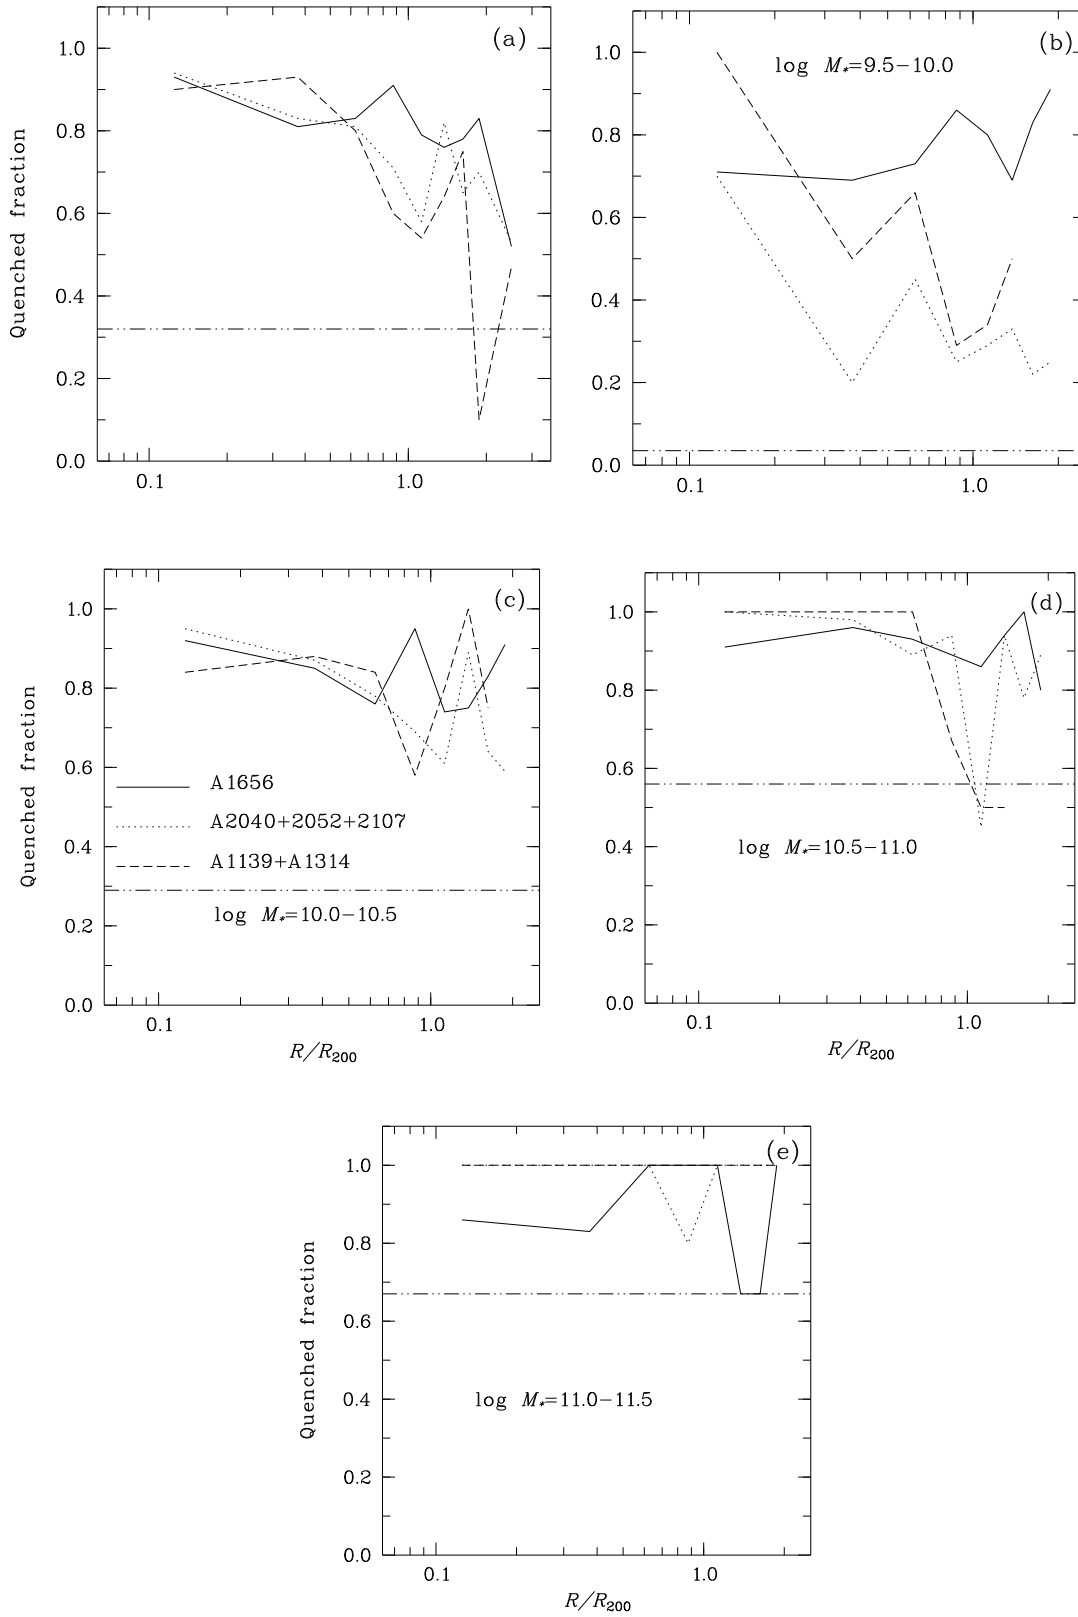 (a)
Quenched fraction
1.0
0.8
0.6
0.4
0.2
0.0
0.1
1.0
(b)
log M*=9.5−10.0
1.0
0.8
0.6
0.4
0.2
0.0
0.1
1.0
(c)
Quenched fraction
1.0
0.8
0.6
0.4
0.2
0.0
A1656
A2040+2052+2107
A1139+A1314
log M*=10.0−10.5
0.1
1.0
R/R200
(d)
1.0
0.8
0.6
0.4
0.2
0.0
log M*=10.5−11.0
0.1
1.0
R/R200
(e)
Quenched fraction
1.0
0.8
0.6
0.4
0.2
0.0
log M*=11.0−11.5
0.1
1.0
R/R200